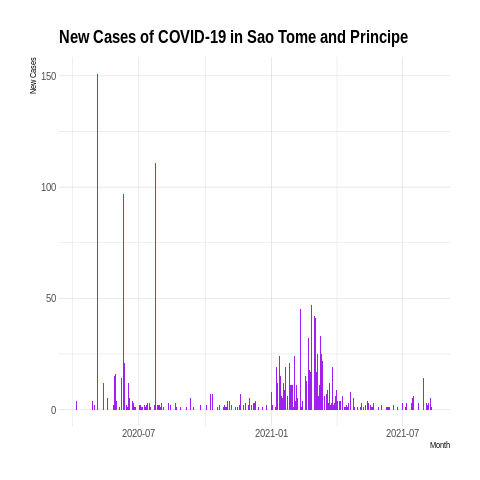 New Cases of COVID-19 in Sao Tome and Principe
New Cases
150
100
50
0
2020-07
2021-01
2021-07
Month